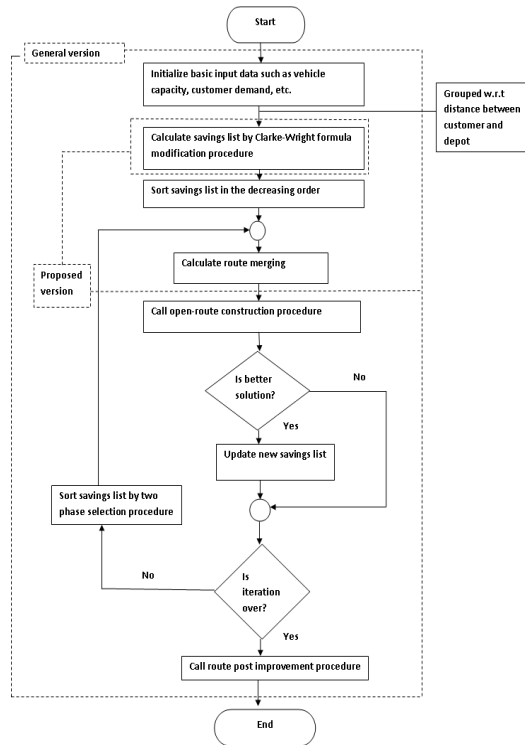 Start
General version
Initialize basic input data such as vehicle
capacity, customer demand, etc.
Grouped w.r.t
distance between
customer and
depot
Calculate savings list by Clarke-Wright formula
modification procedure
Sort savings list in the decreasing order
Calculate route merging
Proposed
version
Call open-route construction procedure
Is better
solution?
No
Yes
Update new savings list
Sort savings list by two
phase selection procedure
Is
iteration
over?
No
Yes
Call route post improvement procedure
End